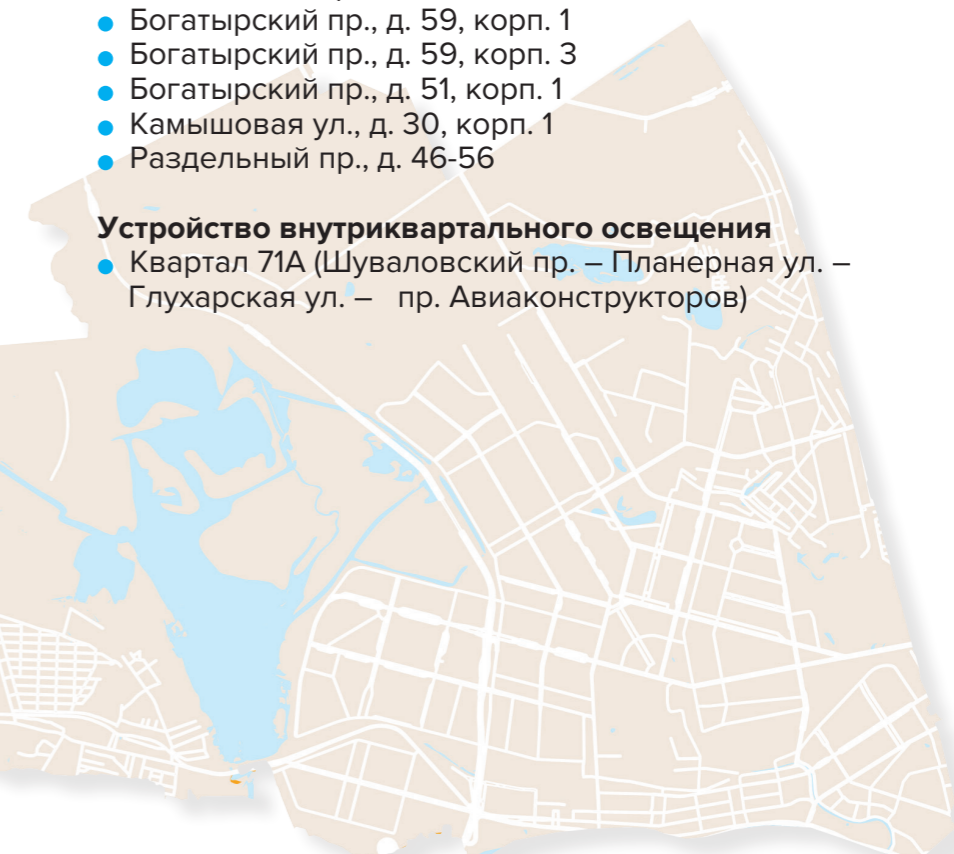 ● Богатырский пр., д. 59, корп. 1
● Богатырский пр., д. 59, корп. 3
● Богатырский пр., д. 51, корп. 1
● Камышовая ул., д. 30, корп. 1
● Раздельный пр., д. 46-56
Устройство внутриквартального освещения
● Квартал 71А (Шуваловский пр. – Планерная ул. –
Глухарская ул. – пр. Авиаконструкторов)